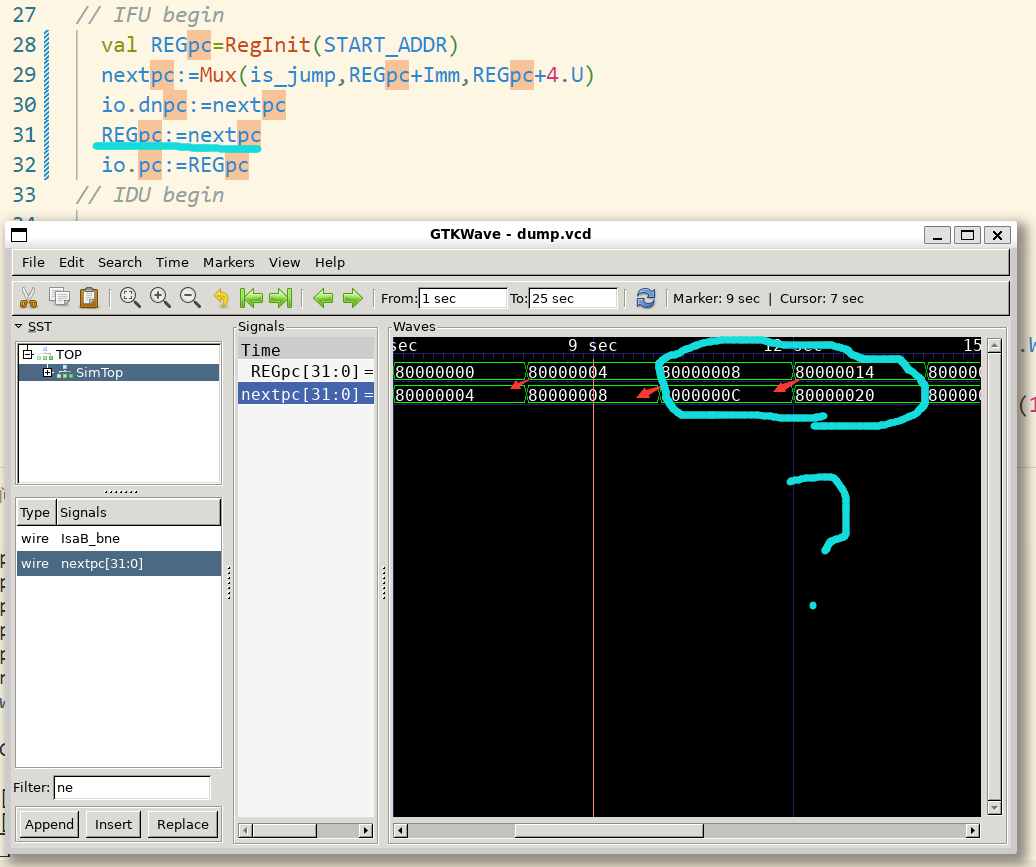 27 // IFU begin
28 val REGpc=RegInit(START_ADDR)
29 nextpc:=Mux(is_jump,REGpc+Imm,REGpc+4.U)
30 io.dnpc:=nextpc
31 REGpc:=nextpc
32 io.pc:=REGpc
33 // IDU begin
GTKWave - dump.vcd
File Edit Search Time Markers View Help
From: 1 sec To: 25 sec Marker: 9 sec | Cursor: 7 sec
SST
TOP
SimTop
Type Signals
wire IsaB_bne
wire nextpc[31:0]
Filter: ne
Append Insert Replace
Signals
Time
REGpc[31:0] =
nextpc[31:0] =
Waves
sec 9 sec 12 sec 15
80000000 80000004 80000008 80000014 80000
80000004 80000008 000000C 80000020 80000
?